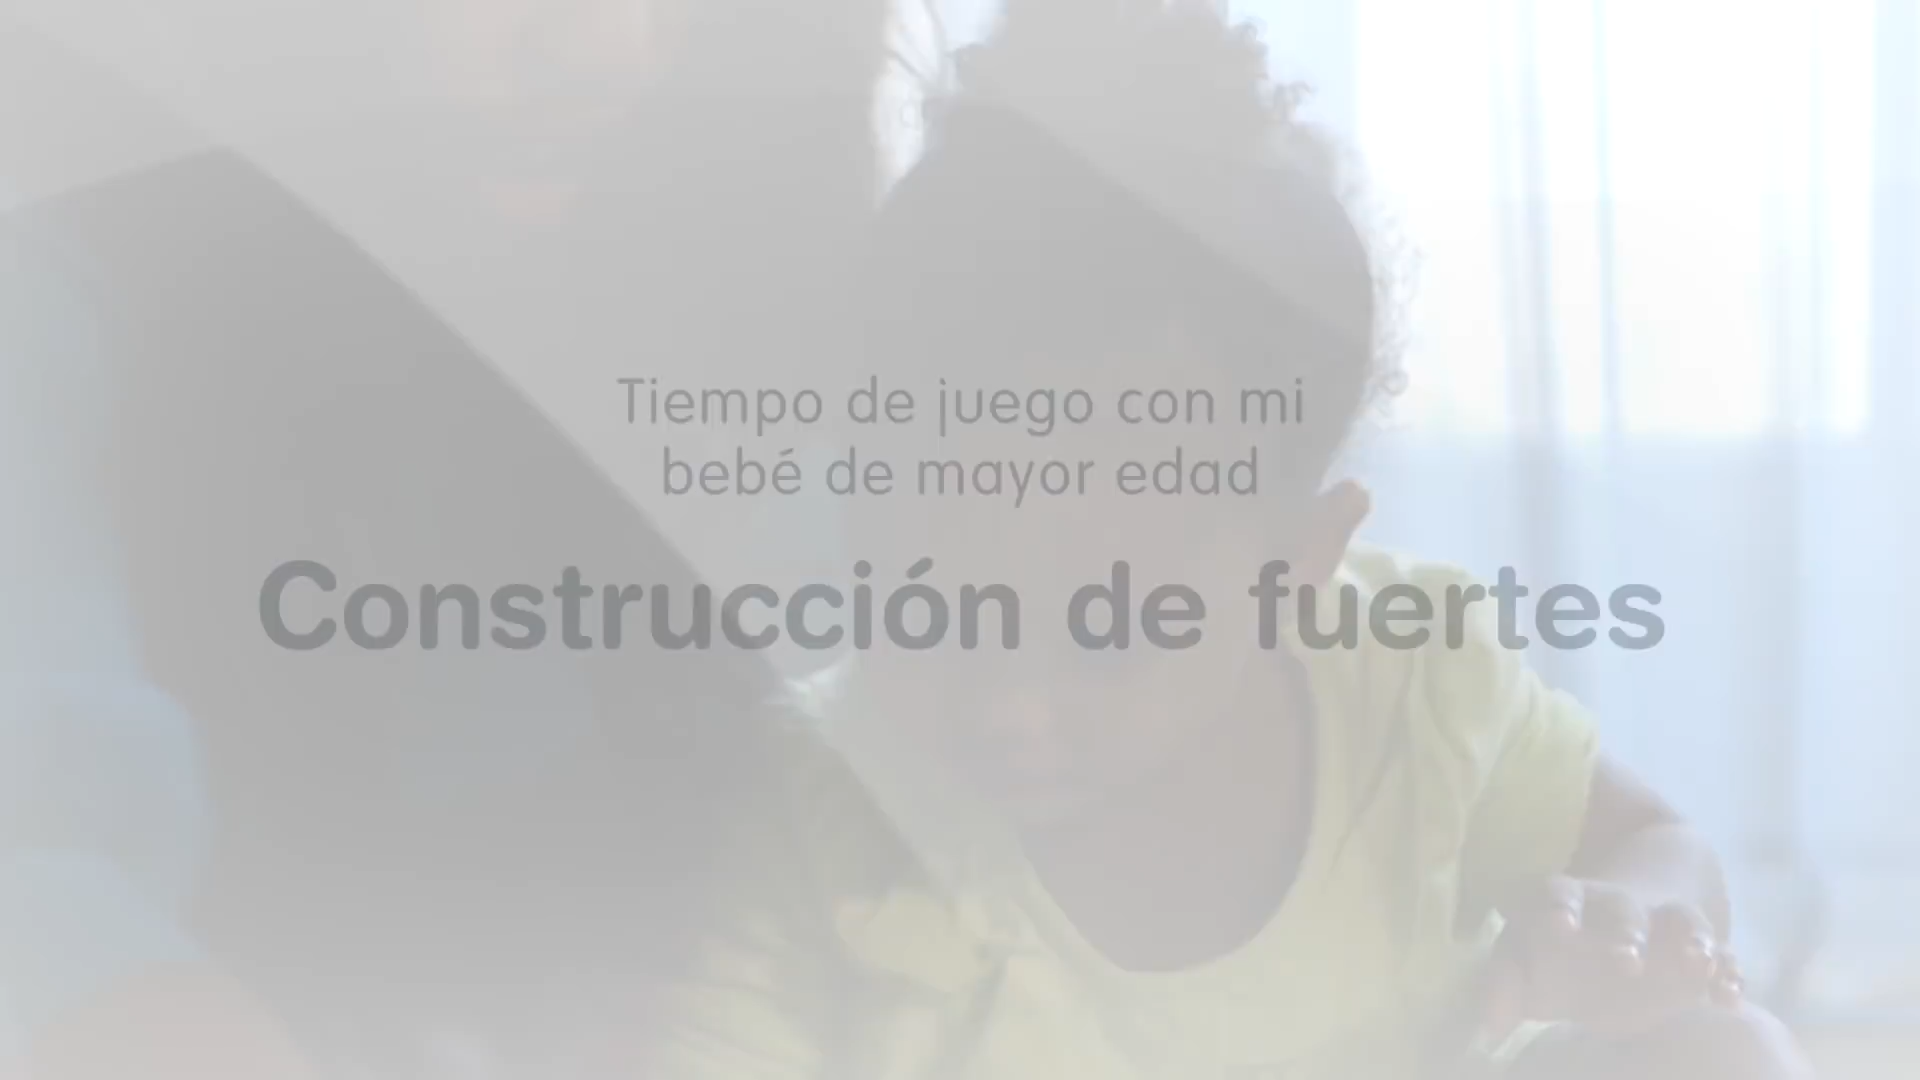 Tiempo de juego con mi
bebé de mayor edad
Construcción de fuertes